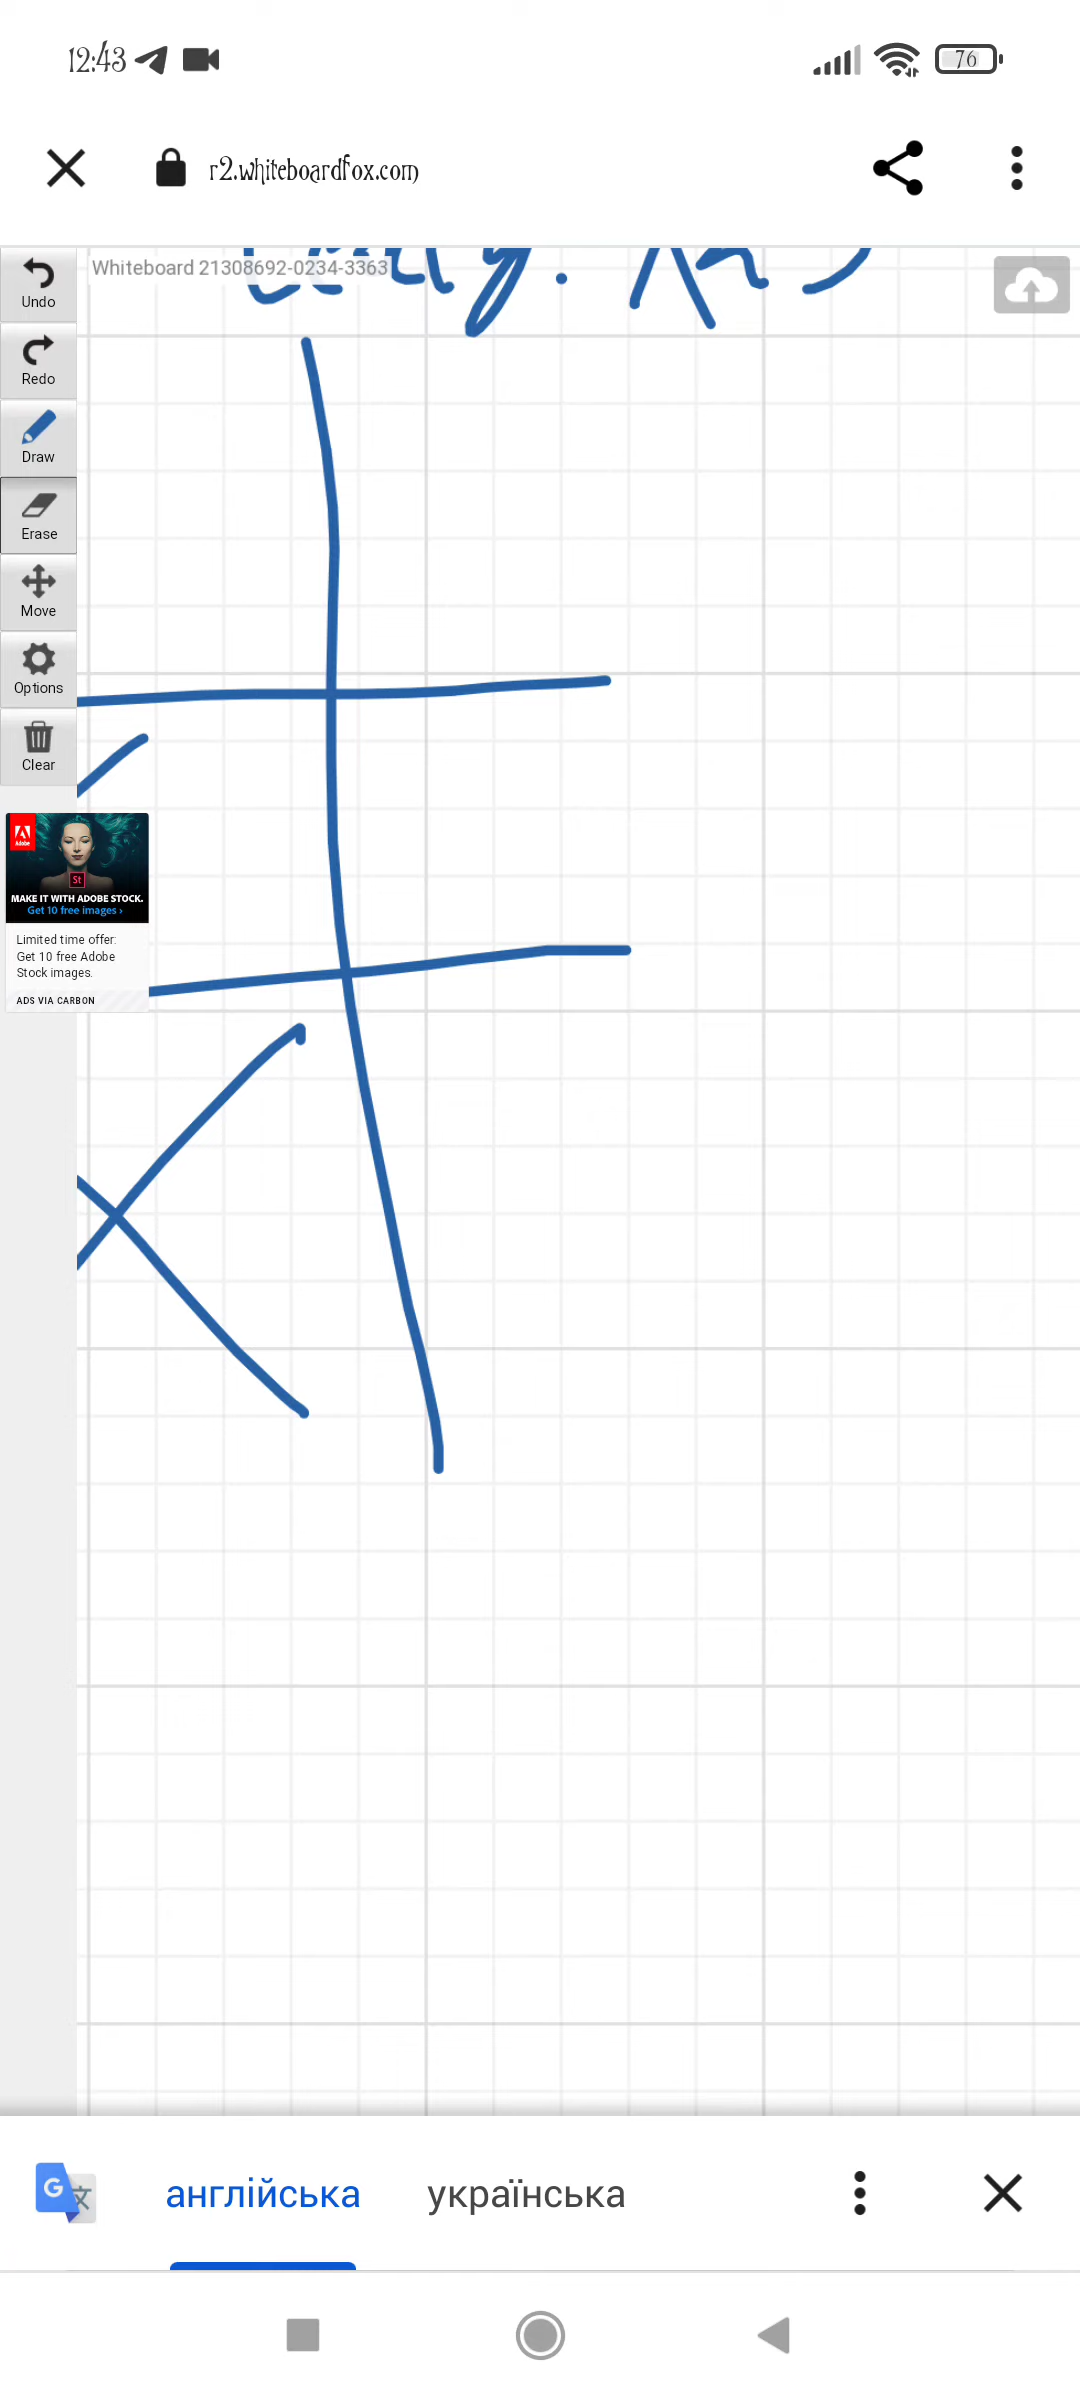 12:43
76
r2.whiteboardfox.com
Whiteboard 21308692-0234-3363
Undo
Redo
Draw
Erase
Move
Options
Clear
Adobe
St
MAKE IT WITH ADOBE STOCK.
Get 10 free images ›
Limited time offer:
Get 10 free Adobe
Stock images.
ADS VIA CARBON
G
англійська українська